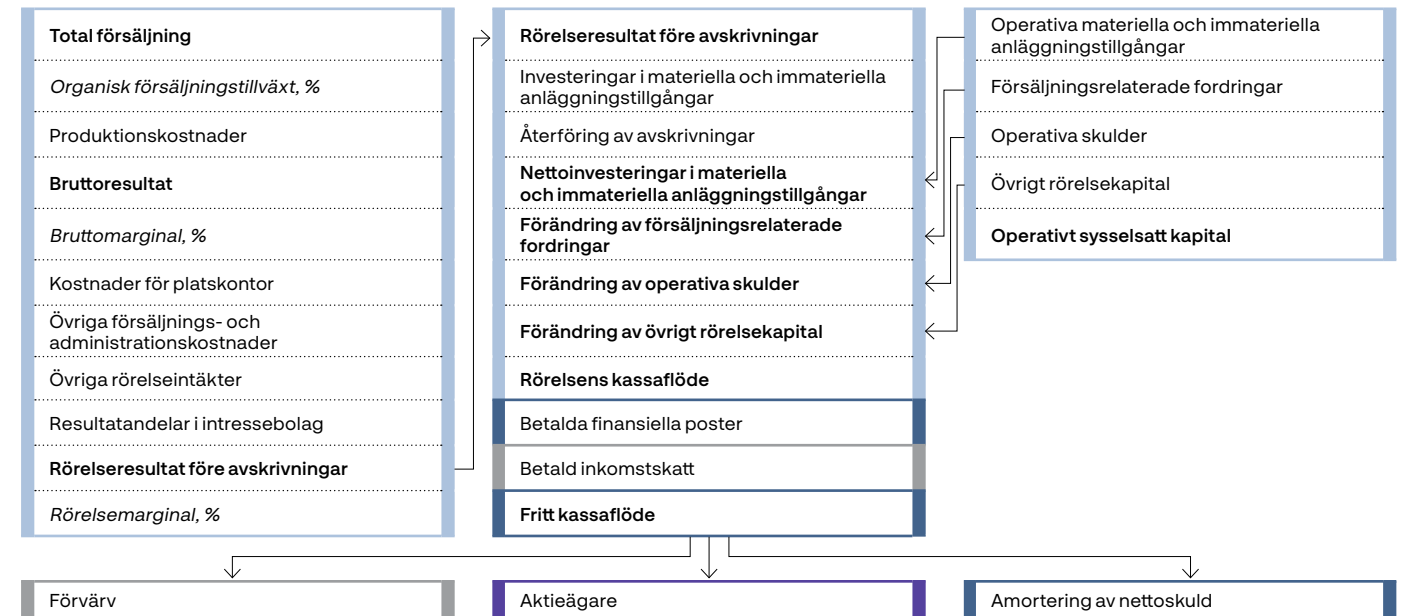 Total försäljning
Organisk försäljningstillväxt, %
Produktionskostnader
Bruttoresultat
Bruttomarginal, %
Kostnader för platskontor
Övriga försäljnings- och
administrationskostnader
Övriga rörelseintäkter
Resultatandelar i intressebolag
Rörelseresultat före avskrivningar
Rörelsemarginal, %
Rörelseresultat före avskrivningar
Investeringar i materiella och immateriella
anläggningstillgångar
Återföring av avskrivningar
Nettoinvesteringar i materiella
och immateriella anläggningstillgångar
Förändring av försäljningsrelaterade
fordringar
Förändring av operativa skulder
Förändring av övrigt rörelsekapital
Rörelsens kassaflöde
Betalda finansiella poster
Betald inkomstskatt
Fritt kassaflöde
Operativa materiella och immateriella
anläggningstillgångar
Försäljningsrelaterade fordringar
Operativa skulder
Övrigt rörelsekapital
Operativt sysselsatt kapital
Förvärv
Aktieägare
Amortering av nettoskuld